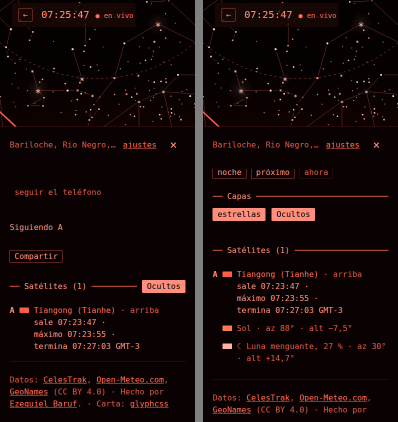 ← 07:25:47 ● en vivo
Bariloche, Rio Negro,… ajustes ×
seguir el teléfono
Siguiendo A
Compartir
Satélites (1) Ocultos
A Tiangong (Tianhe) · arriba
sale 07:23:47 ·
máximo 07:23:55 ·
termina 07:27:03 GMT-3
Datos: CelesTrak, Open-Meteo.com,
GeoNames (CC BY 4.0) · Hecho por
Ezequiel Baruf. · Carta: glyphcss
← 07:25:47 ● en vivo
Bariloche, Rio Negro,… ajustes ×
noche próximo ahora
Capas
estrellas Ocultos
Satélites (1)
A Tiangong (Tianhe) · arriba
sale 07:23:47 ·
máximo 07:23:55 ·
termina 07:27:03 GMT-3
Sol · az 88° · alt −7,5°
☾ Luna menguante, 27 % · az 30°
· alt +14,7°
Datos: CelesTrak, Open-Meteo.com,
GeoNames (CC BY 4.0) · Hecho por